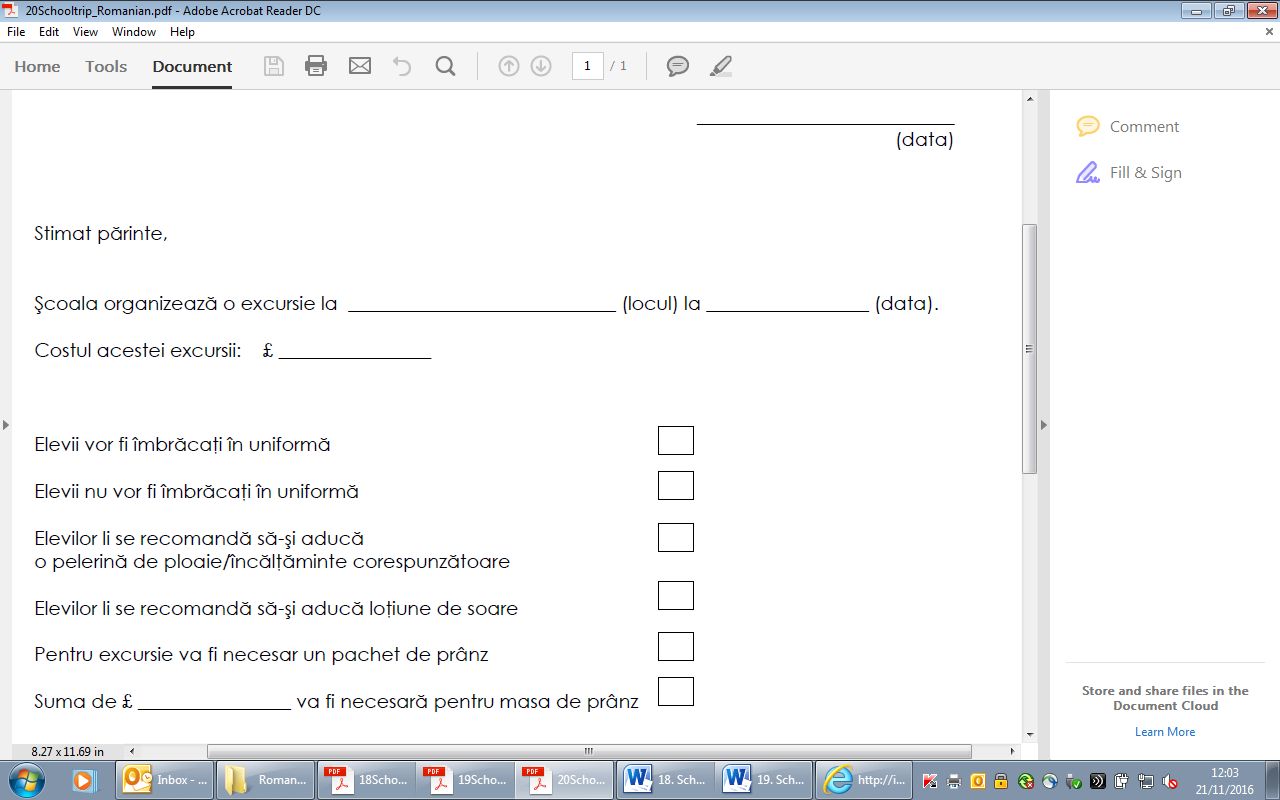 20Schooltrip_Romanian.pdf - Adobe Acrobat Reader DC
File Edit View Window Help
Home Tools Document 1 / 1
(data)
Comment
Fill & Sign
Stimat părinte,
Şcoala organizează o excursie la ________________ (locul) la ________________ (data).
Costul acestei excursii: £ ________________
Elevii vor fi îmbrăcați în uniformă
Elevii nu vor fi îmbrăcați în uniformă
Elevilor li se recomandă să-şi aducă
o pelerină de ploaie/încălțăminte corespunzătoare
Elevilor li se recomandă să-şi aducă loțiune de soare
Pentru excursie va fi necesar un pachet de prânz
Suma de £ ________________ va fi necesară pentru masa de prânz
Store and share files in the
Document Cloud
Learn More
8.27 x 11.69 in
Inbox - ... Roman... 18Scho... 19Scho... 20Scho... 18. Sch... 19. Sch... http://i...
12:03
21/11/2016